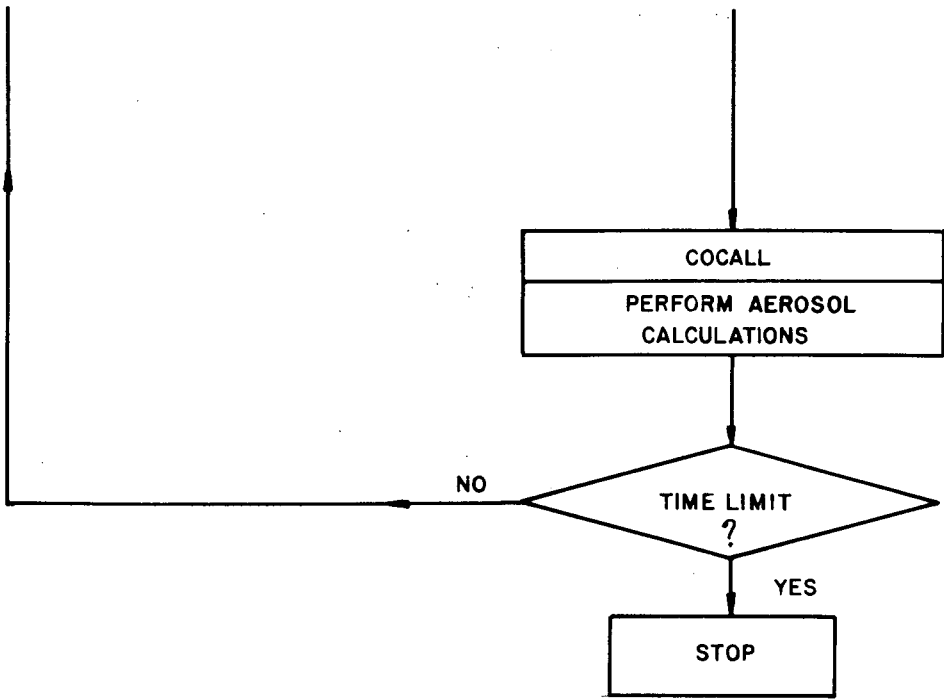 COCALL
PERFORM AEROSOL
CALCULATIONS
NO
TIME LIMIT
?
YES
STOP